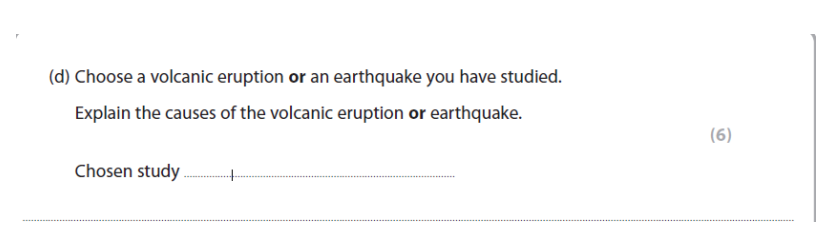 (d) Choose a volcanic eruption or an earthquake you have studied.
Explain the causes of the volcanic eruption or earthquake.
(6)
Chosen study